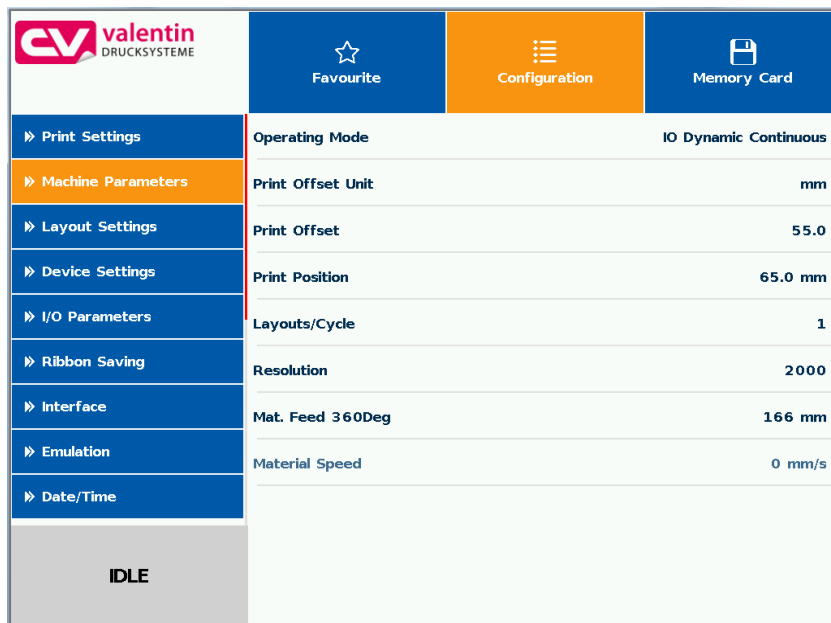 valentin
DRUCKSYSTEME
Favourite
Configuration
Memory Card
Print Settings
Machine Parameters
Layout Settings
Device Settings
I/O Parameters
Ribbon Saving
Interface
Emulation
Date/Time
IDLE
Operating Mode IO Dynamic Continuous
Print Offset Unit mm
Print Offset 55.0
Print Position 65.0 mm
Layouts/Cycle 1
Resolution 2000
Mat. Feed 360Deg 166 mm
Material Speed 0 mm/s